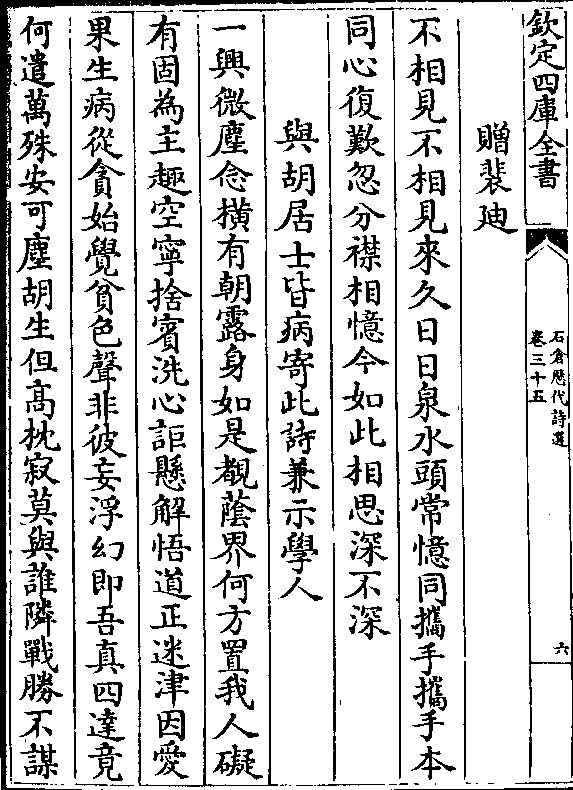 欽定四庫全書
石倉歷代詩選
卷三十五
六
贈裴廸
不相見不相見來久日日泉水頭常憶同攜手攜手本
同心復歎忽分襟相憶今如此相思深不深
與胡居士皆病寄此詩兼示學人
一興微塵念橫有朝露身如是覩蔭界何方置我人礙
有固為主趣空寜捨賓洗心詎懸解悟道正迷津因愛
果生病從貪始覺貧色聲非彼妄浮幻即吾真四達竟
何遣萬殊安可塵胡生但髙枕寂莫與誰隣戰勝不謀